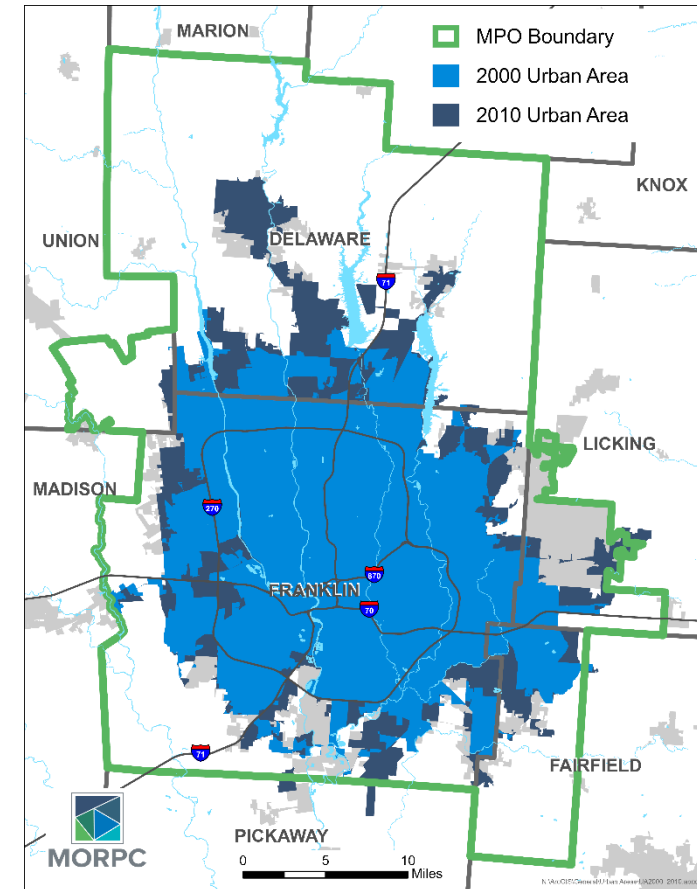 MARION
MPO Boundary
2000 Urban Area
2010 Urban Area
KNOX
UNION
DELAWARE
71
LICKING
MADISON
270
670
FRANKLIN
70
71
FAIRFIELD
MORPC
PICKAWAY
0 5 10
Miles